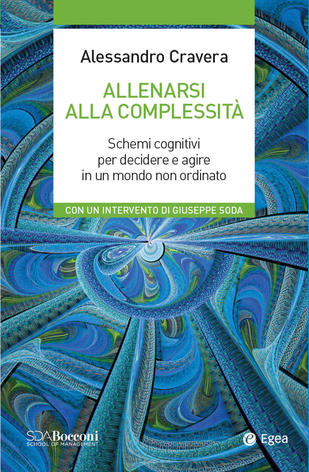 Alessandro Cravera
ALLENARSI
ALLA COMPLESSITÀ
Schemi cognitivi
per decidere e agire
in un mondo non ordinato
CON UN INTERVENTO DI GIUSEPPE SODA
SDA Bocconi
SCHOOL OF MANAGEMENT
Egea